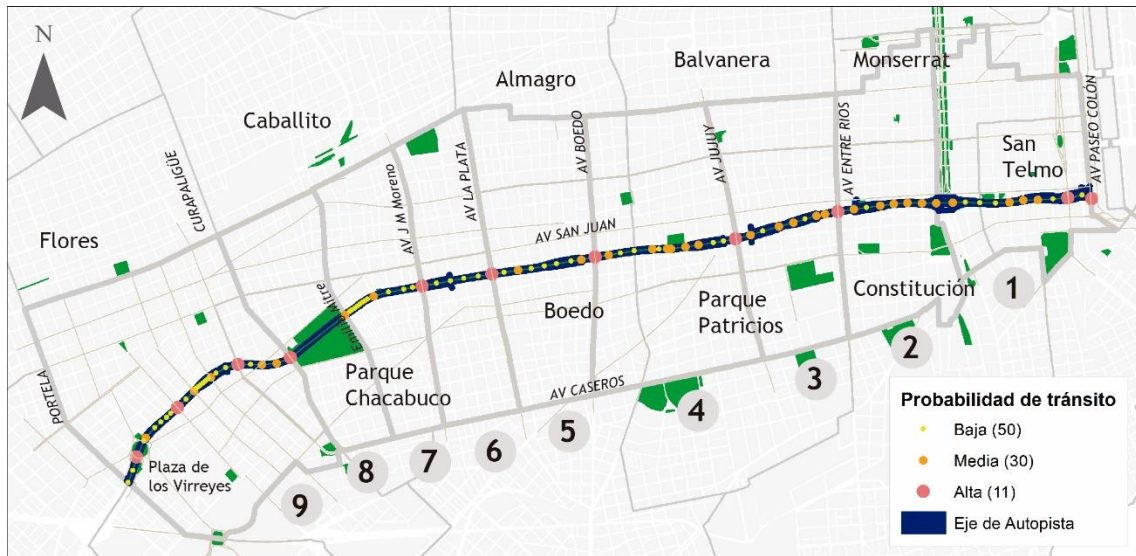 N
Almagro
Balvanera
Monserrat
Caballito
San
Telmo
Flores
CURAPALIGÜE
AV J M Moreno
AV LA PLATA
AV BOEDO
AV JUJUY
AV ENTRE RIOS
AV PASEO COLÓN
AV SAN JUAN
Boedo
Parque
Patricios
Constitución
Emilio Mitre
Parque
Chacabuco
PORTELA
AV CASEROS
Plaza de
los Virreyes
1
2
3
4
5
6
7
8
9
Probabilidad de tránsito
Baja (50)
Media (30)
Alta (11)
Eje de Autopista